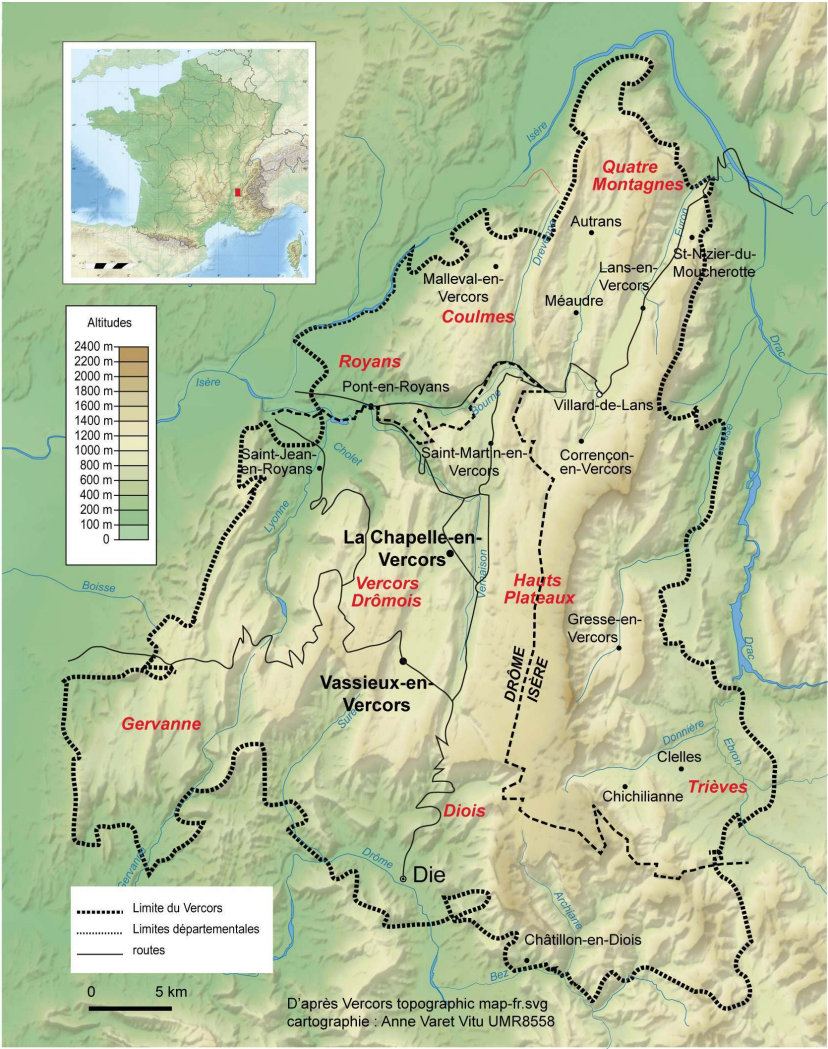 Altitudes
2400 m
2200 m
2000 m
1800 m
1600 m
1400 m
1200 m
1000 m
800 m
600 m
400 m
200 m
100 m
0
Isère
Quatre
Montagnes
Autrans
Drevenne
Furon
St-Nizier-du-
Moucherotte
Lans-en-
Vercors
Malleval-en-
Vercors
Méaudre
Coulmes
Drac
Royans
Isère
Pont-en-Royans
Bourne
Villard-de-Lans
Saint-Jean-
en-Royans
Cholet
Saint-Martin-en-
Vercors
Corrençon-
en-Vercors
Gresse
Lyonne
La Chapelle-en-
Vercors
Vernaison
Boisse
Vercors
Drômois
Hauts
Plateaux
Gresse-en-
Vercors
Drac
DRÔME
ISÈRE
Vassieux-en-
Vercors
Sure
Gervanne
Donnière
Ebron
Clelles
Chichilianne
Trièves
Diois
Drôme
Gervanne
Die
Archiane
Châtillon-en-Diois
Bez
Limite du Vercors
Limites départementales
routes
0 5 km
D'après Vercors topographic map-fr.svg
cartographie : Anne Varet Vitu UMR8558